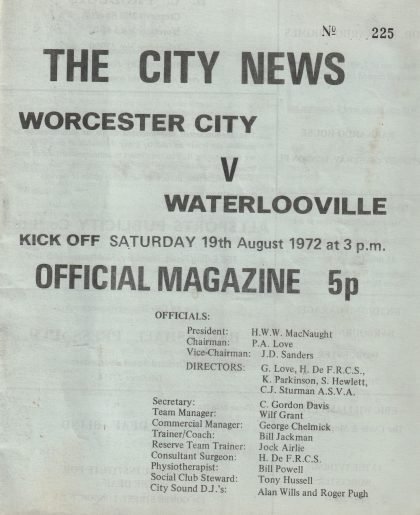 Nº 225
THE CITY NEWS
WORCESTER CITY
V
WATERLOOVILLE
KICK OFF SATURDAY 19th August 1972 at 3 p.m.
OFFICIAL MAGAZINE 5p
OFFICIALS:
President: H.W.W. MacNaught
Chairman: P.A. Love
Vice-Chairman: J.D. Sanders
DIRECTORS: G. Love, H. De F.R.C.S.,
K. Parkinson, S. Hewlett,
C.J. Sturman A.S.V.A.
Secretary: C. Gordon Davis
Team Manager: Wilf Grant
Commercial Manager: George Chelmick
Trainer/Coach: Bill Jackman
Reserve Team Trainer: Jock Airlie
Consultant Surgeon: H. De F.R.C.S.
Physiotherapist: Bill Powell
Social Club Steward: Tony Hussell
City Sound D.J.'s: Alan Wills and Roger Pugh